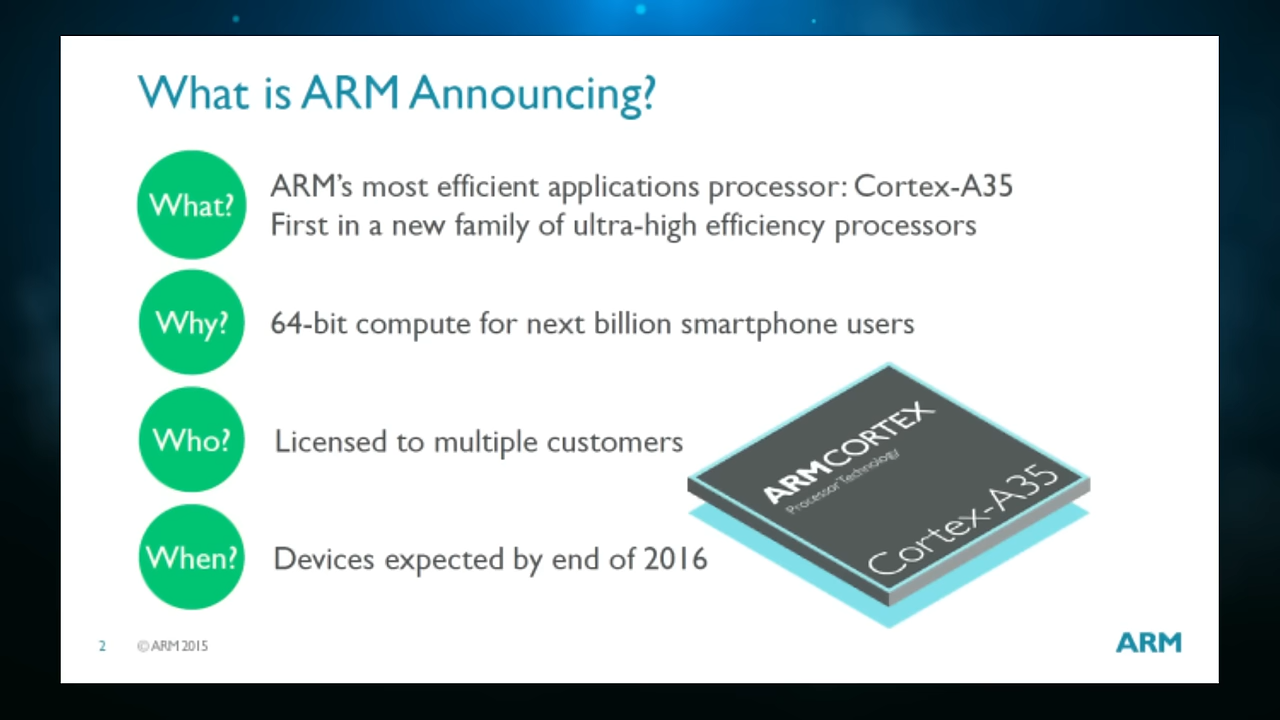 What is ARM Announcing?
What?
ARM's most efficient applications processor: Cortex-A35
First in a new family of ultra-high efficiency processors
Why?
64-bit compute for next billion smartphone users
Who?
Licensed to multiple customers
When?
Devices expected by end of 2016
ARMCORTEX
Processor Technology
Cortex-A35
2 © ARM 2015
ARM